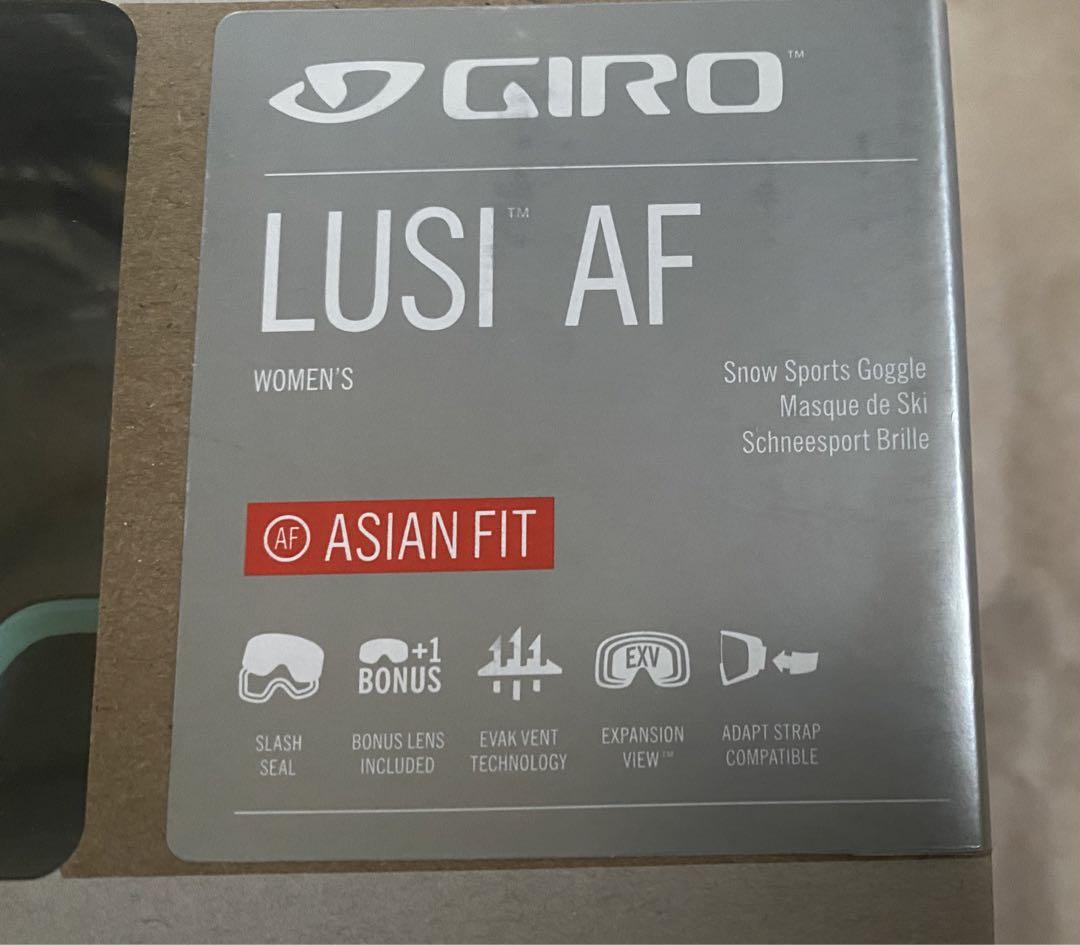 GIRO™
LUSI™ AF
WOMEN'S
Snow Sports Goggle
Masque de Ski
Schneesport Brille
AF ASIAN FIT
+1
BONUS
EXV
SLASH
SEAL
BONUS LENS
INCLUDED
EVAK VENT
TECHNOLOGY
EXPANSION
VIEW™
ADAPT STRAP
COMPATIBLE